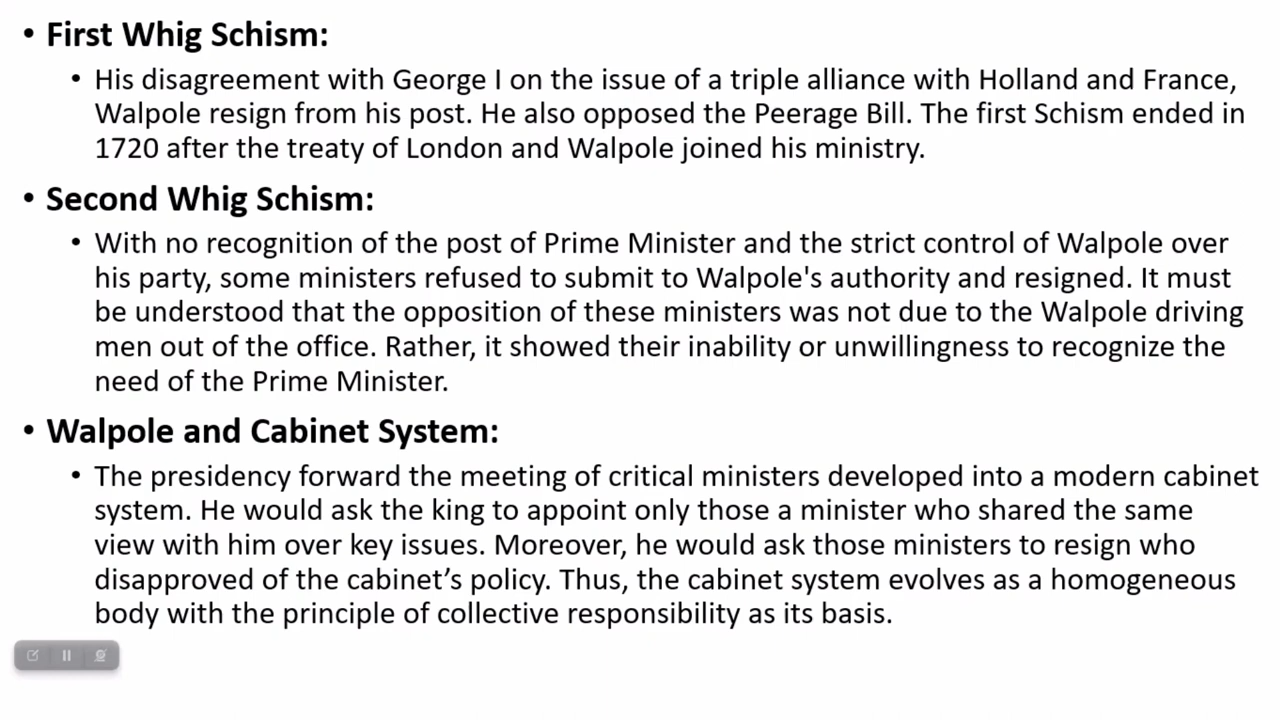 • First Whig Schism:
• His disagreement with George I on the issue of a triple alliance with Holland and France,
Walpole resign from his post. He also opposed the Peerage Bill. The first Schism ended in
1720 after the treaty of London and Walpole joined his ministry.
• Second Whig Schism:
• With no recognition of the post of Prime Minister and the strict control of Walpole over
his party, some ministers refused to submit to Walpole's authority and resigned. It must
be understood that the opposition of these ministers was not due to the Walpole driving
men out of the office. Rather, it showed their inability or unwillingness to recognize the
need of the Prime Minister.
• Walpole and Cabinet System:
• The presidency forward the meeting of critical ministers developed into a modern cabinet
system. He would ask the king to appoint only those a minister who shared the same
view with him over key issues. Moreover, he would ask those ministers to resign who
disapproved of the cabinet’s policy. Thus, the cabinet system evolves as a homogeneous
body with the principle of collective responsibility as its basis.